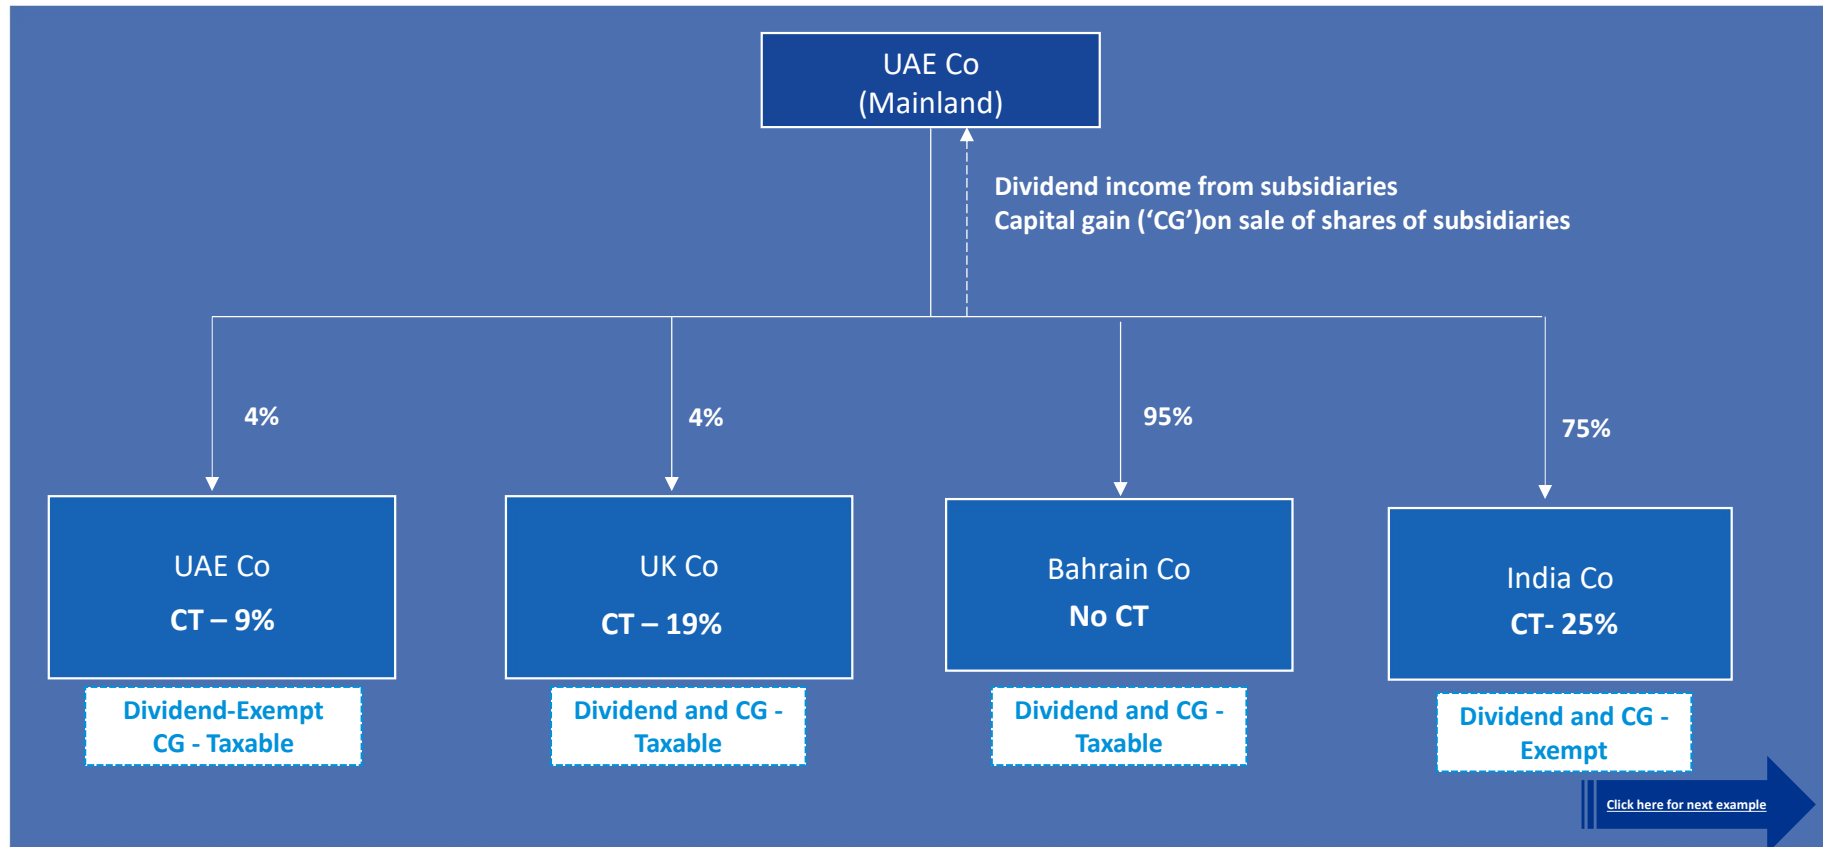 UAE Co
(Mainland)
Dividend income from subsidiaries
Capital gain (‘CG’)on sale of shares of subsidiaries
4%
4%
95%
75%
UAE Co
CT – 9%
UK Co
CT – 19%
Bahrain Co
No CT
India Co
CT- 25%
Dividend-Exempt
CG - Taxable
Dividend and CG -
Taxable
Dividend and CG -
Taxable
Dividend and CG -
Exempt
Click here for next example